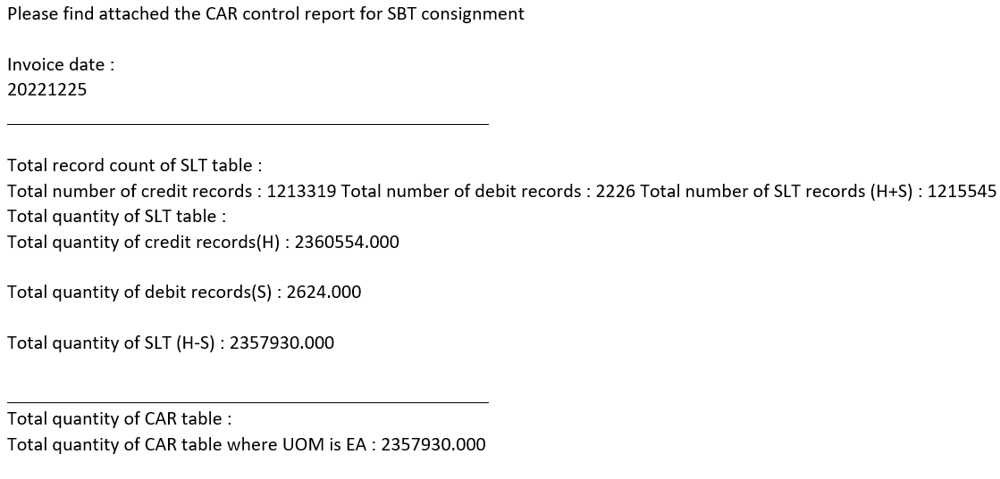 Please find attached the CAR control report for SBT consignment
Invoice date :
20221225
Total record count of SLT table :
Total number of credit records : 1213319 Total number of debit records : 2226 Total number of SLT records (H+S) : 1215545
Total quantity of SLT table :
Total quantity of credit records(H) : 2360554.000
Total quantity of debit records(S) : 2624.000
Total quantity of SLT (H-S) : 2357930.000
Total quantity of CAR table :
Total quantity of CAR table where UOM is EA : 2357930.000